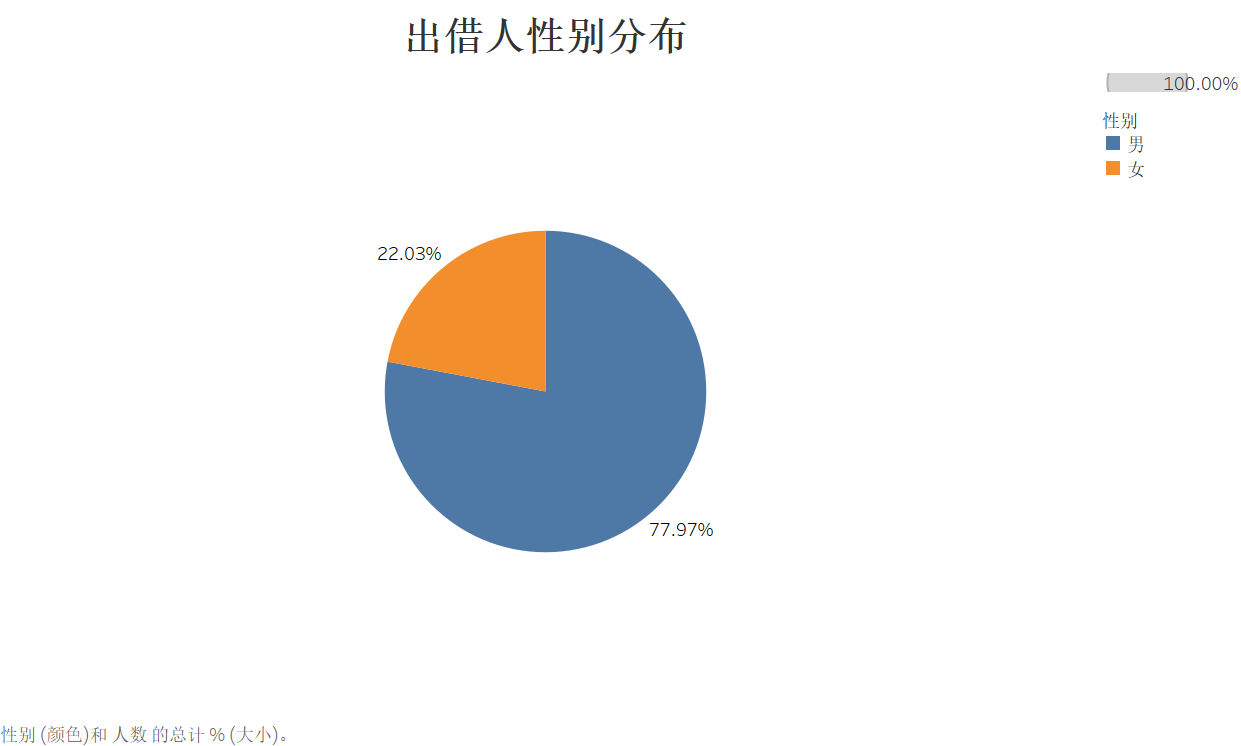 出借人性别分布
100.00%
性别
男
女
22.03%
77.97%
性别 (颜色)和 人数 的总计 % (大小)。